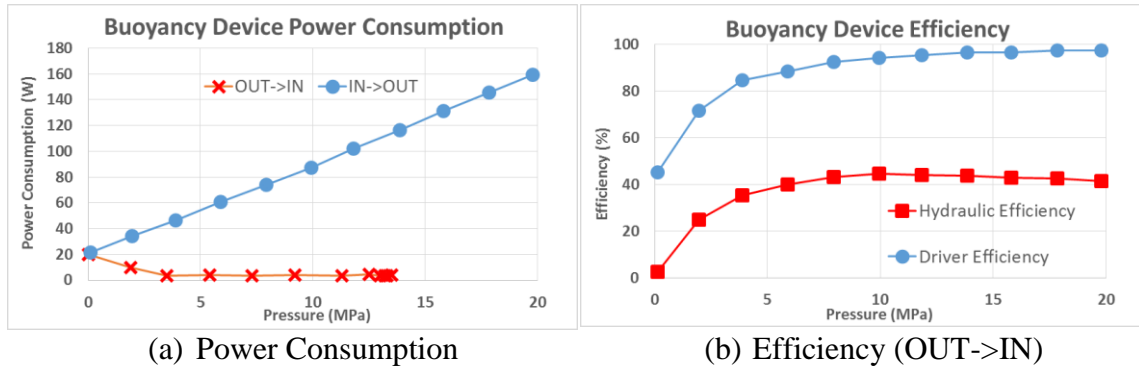 Buoyancy Device Power Consumption
180
160
140
120
100
80
60
40
20
0
Power Consumption (W)
OUT->IN
IN->OUT
0 5 10 15 20
Pressure (MPa)
(a) Power Consumption
Buoyancy Device Efficiency
100
80
60
40
20
0
Efficiency (%)
Hydraulic Efficiency
Driver Efficiency
0 5 10 15 20
Pressure (MPa)
(b) Efficiency (OUT->IN)